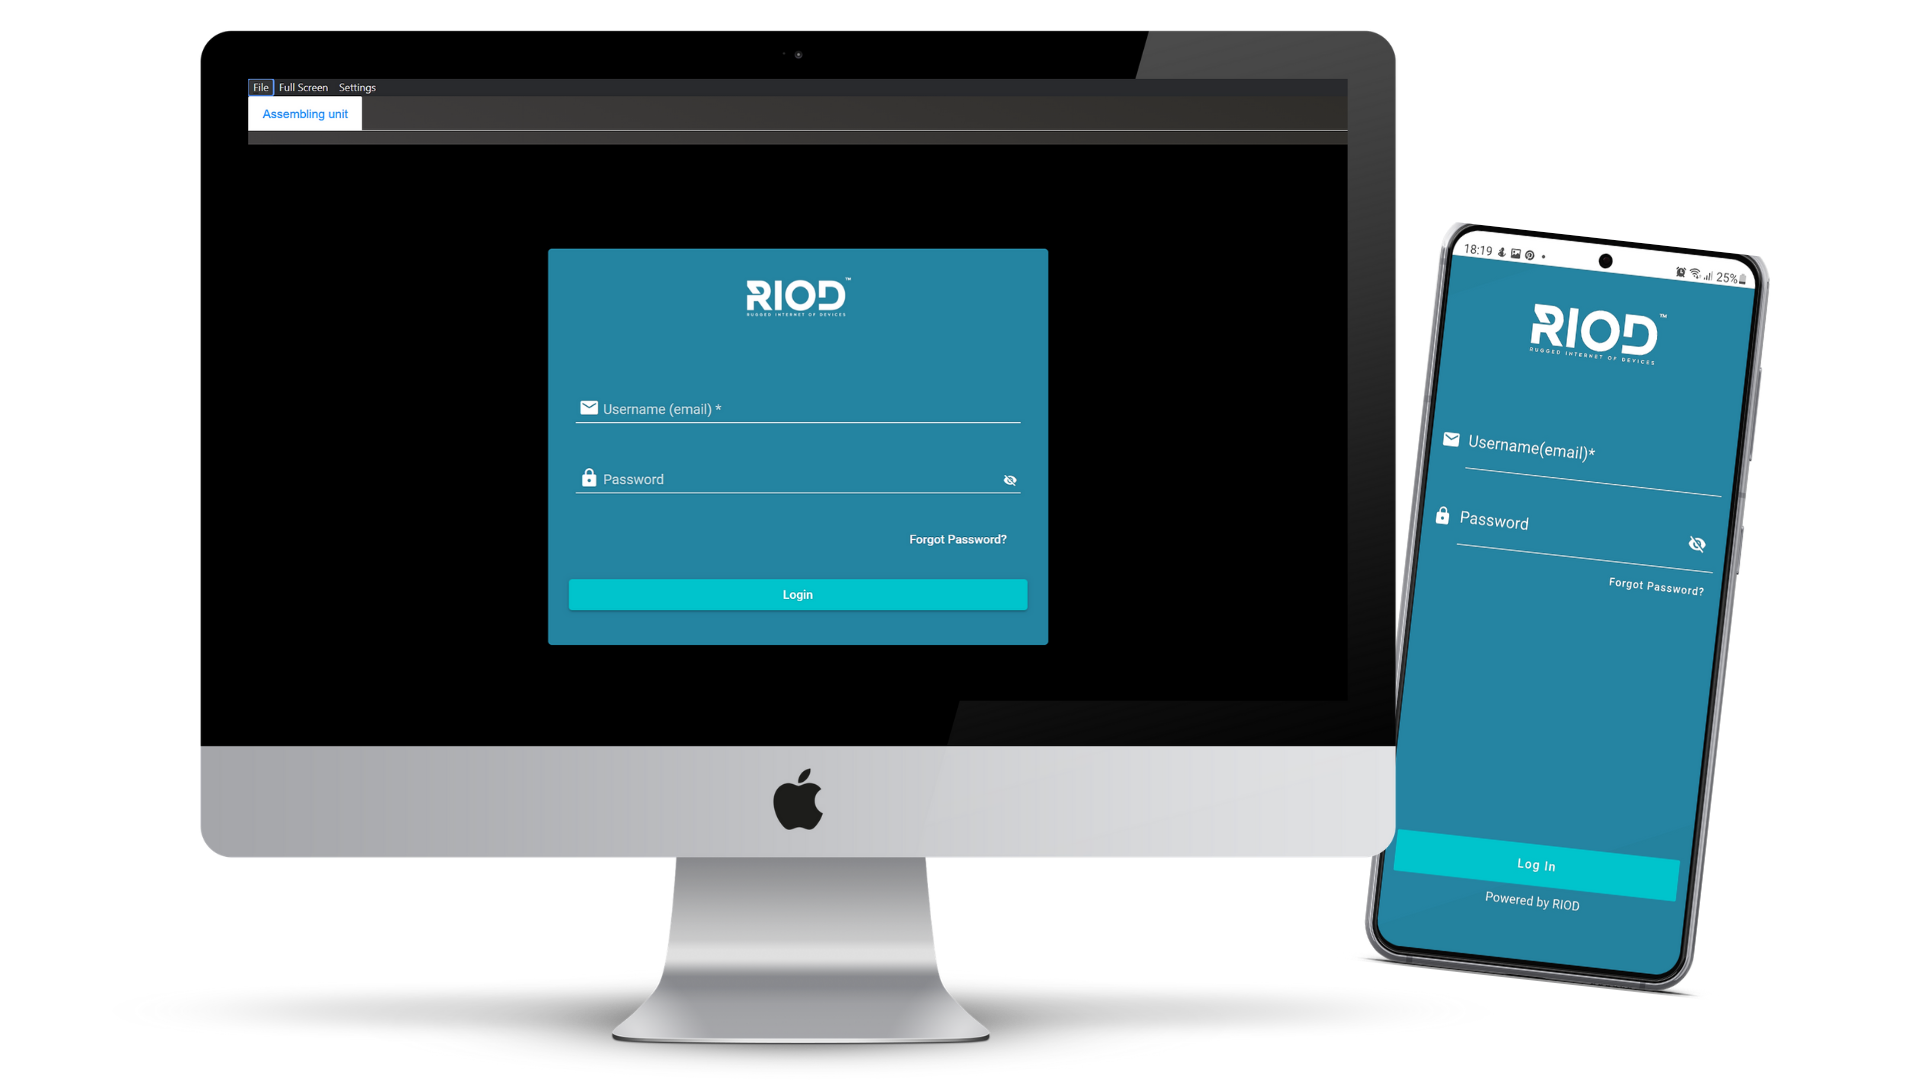 File Full Screen Settings
Assembling unit
RIOD™
RUGGED INTERNET OF DEVICES
Username (email) *
Password
Forgot Password?
Login
18:19
25%
RIOD™
RUGGED INTERNET OF DEVICES
Username(email)*
Password
Forgot Password?
Log In
Powered by RIOD